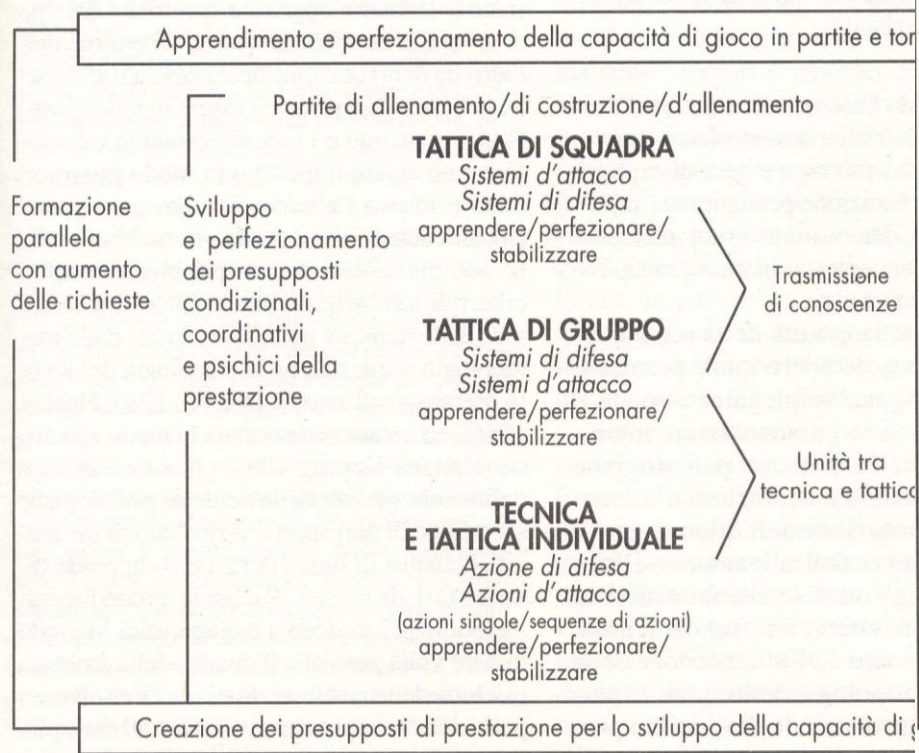 Apprendimento e perfezionamento della capacità di gioco in partite e tor
Partite di allenamento/di costruzione/d'allenamento
TATTICA DI SQUADRA
Sistemi d'attacco
Sistemi di difesa
apprendere/perfezionare/
stabilizzare
Formazione
parallela
con aumento
delle richieste
Sviluppo
e perfezionamento
dei presupposti
condizionali,
coordinativi
e psichici della
prestazione
Trasmissione
di conoscenze
TATTICA DI GRUPPO
Sistemi di difesa
Sistemi d'attacco
apprendere/perfezionare/
stabilizzare
Unità tra
tecnica e tattica
TECNICA
E TATTICA INDIVIDUALE
Azione di difesa
Azioni d'attacco
(azioni singole/sequenze di azioni)
apprendere/perfezionare/
stabilizzare
Creazione dei presupposti di prestazione per lo sviluppo della capacità di